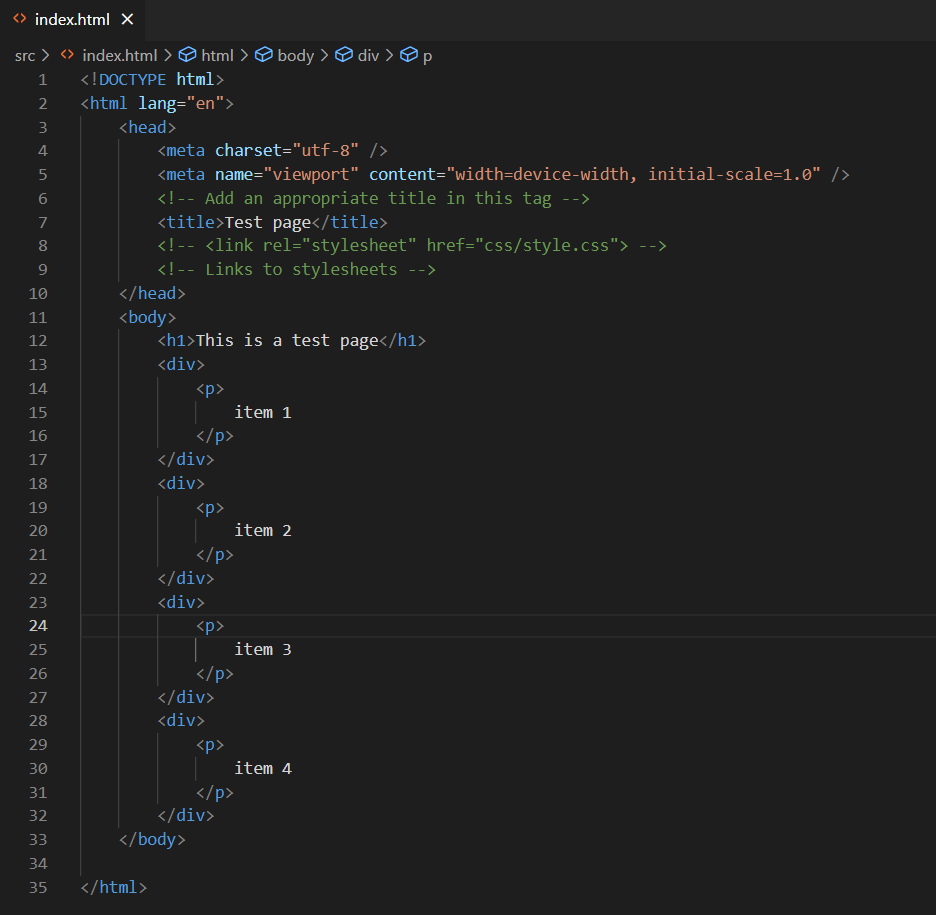 index.html
src > index.html > html > body > div > p
1 <!DOCTYPE html>
2 <html lang="en">
3     <head>
4         <meta charset="utf-8" />
5         <meta name="viewport" content="width=device-width, initial-scale=1.0" />
6         <!-- Add an appropriate title in this tag -->
7         <title>Test page</title>
8         <!-- <link rel="stylesheet" href="css/style.css"> -->
9         <!-- Links to stylesheets -->
10     </head>
11     <body>
12         <h1>This is a test page</h1>
13         <div>
14             <p>
15                 item 1
16             </p>
17         </div>
18         <div>
19             <p>
20                 item 2
21             </p>
22         </div>
23         <div>
24             <p>
25                 item 3
26             </p>
27         </div>
28         <div>
29             <p>
30                 item 4
31             </p>
32         </div>
33     </body>
34
35 </html>